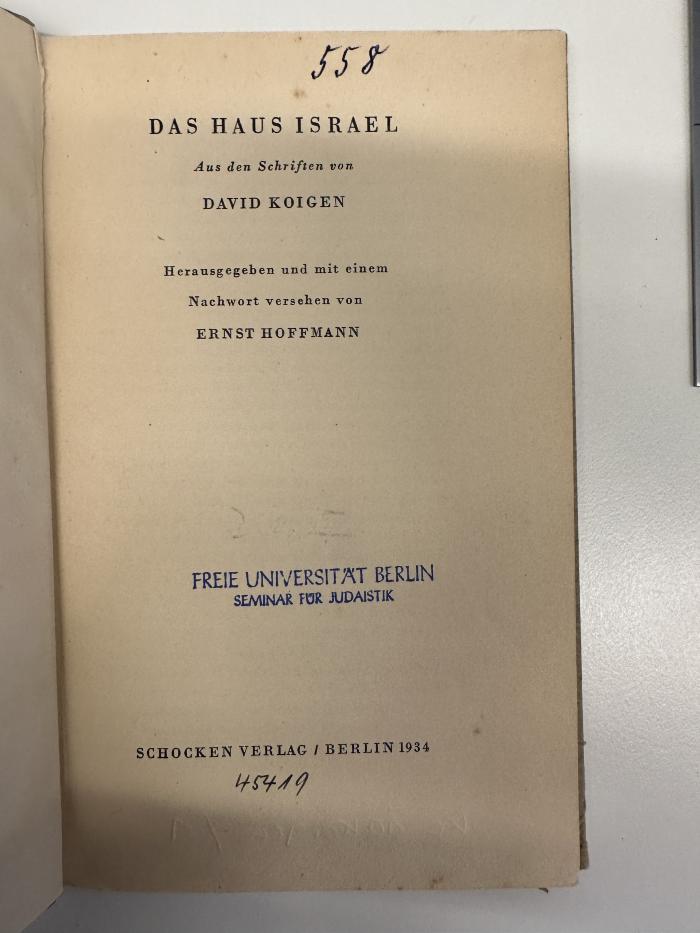 558
DAS HAUS ISRAEL
Aus den Schriften von
DAVID KOIGEN
Herausgegeben und mit einem
Nachwort versehen von
ERNST HOFFMANN
FREIE UNIVERSITÄT BERLIN
SEMINAR FÜR JUDAISTIK
SCHOCKEN VERLAG / BERLIN 1934
45419